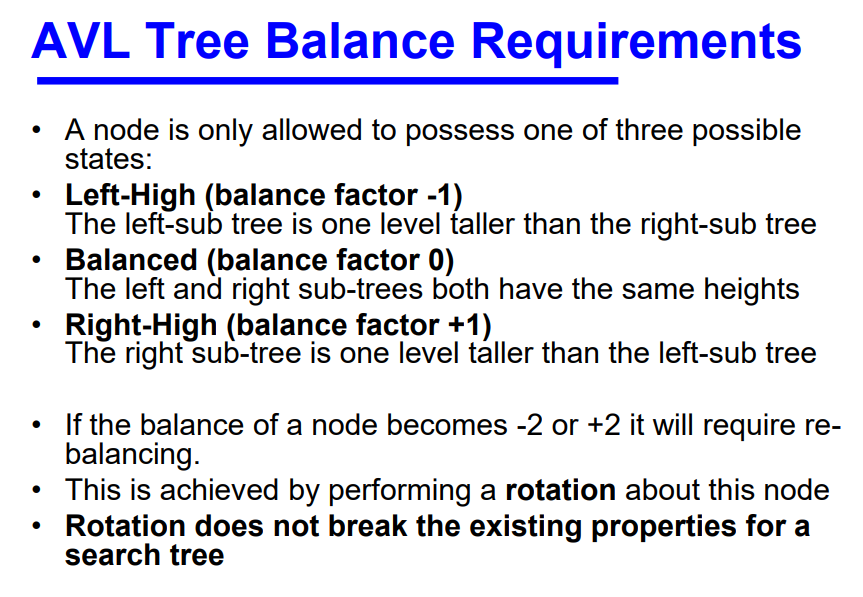 AVL Tree Balance Requirements
• A node is only allowed to possess one of three possible
states:
• Left-High (balance factor -1)
The left-sub tree is one level taller than the right-sub tree
• Balanced (balance factor 0)
The left and right sub-trees both have the same heights
• Right-High (balance factor +1)
The right sub-tree is one level taller than the left-sub tree
• If the balance of a node becomes -2 or +2 it will require re-
balancing.
• This is achieved by performing a rotation about this node
• Rotation does not break the existing properties for a
search tree